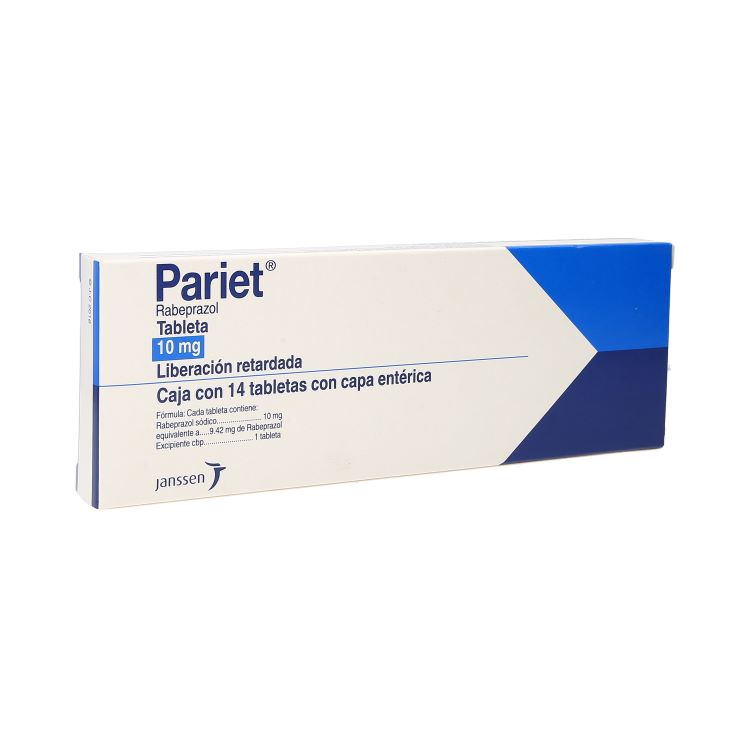 Pariet®
Rabeprazol
Tableta
10 mg
Liberación retardada
Caja con 14 tabletas con capa entérica
Fórmula: Cada tableta contiene:
Rabeprazol sódico..................... 10 mg
equivalente a.....9.42 mg de Rabeprazol
Excipiente cbp..................... 1 tableta
janssen